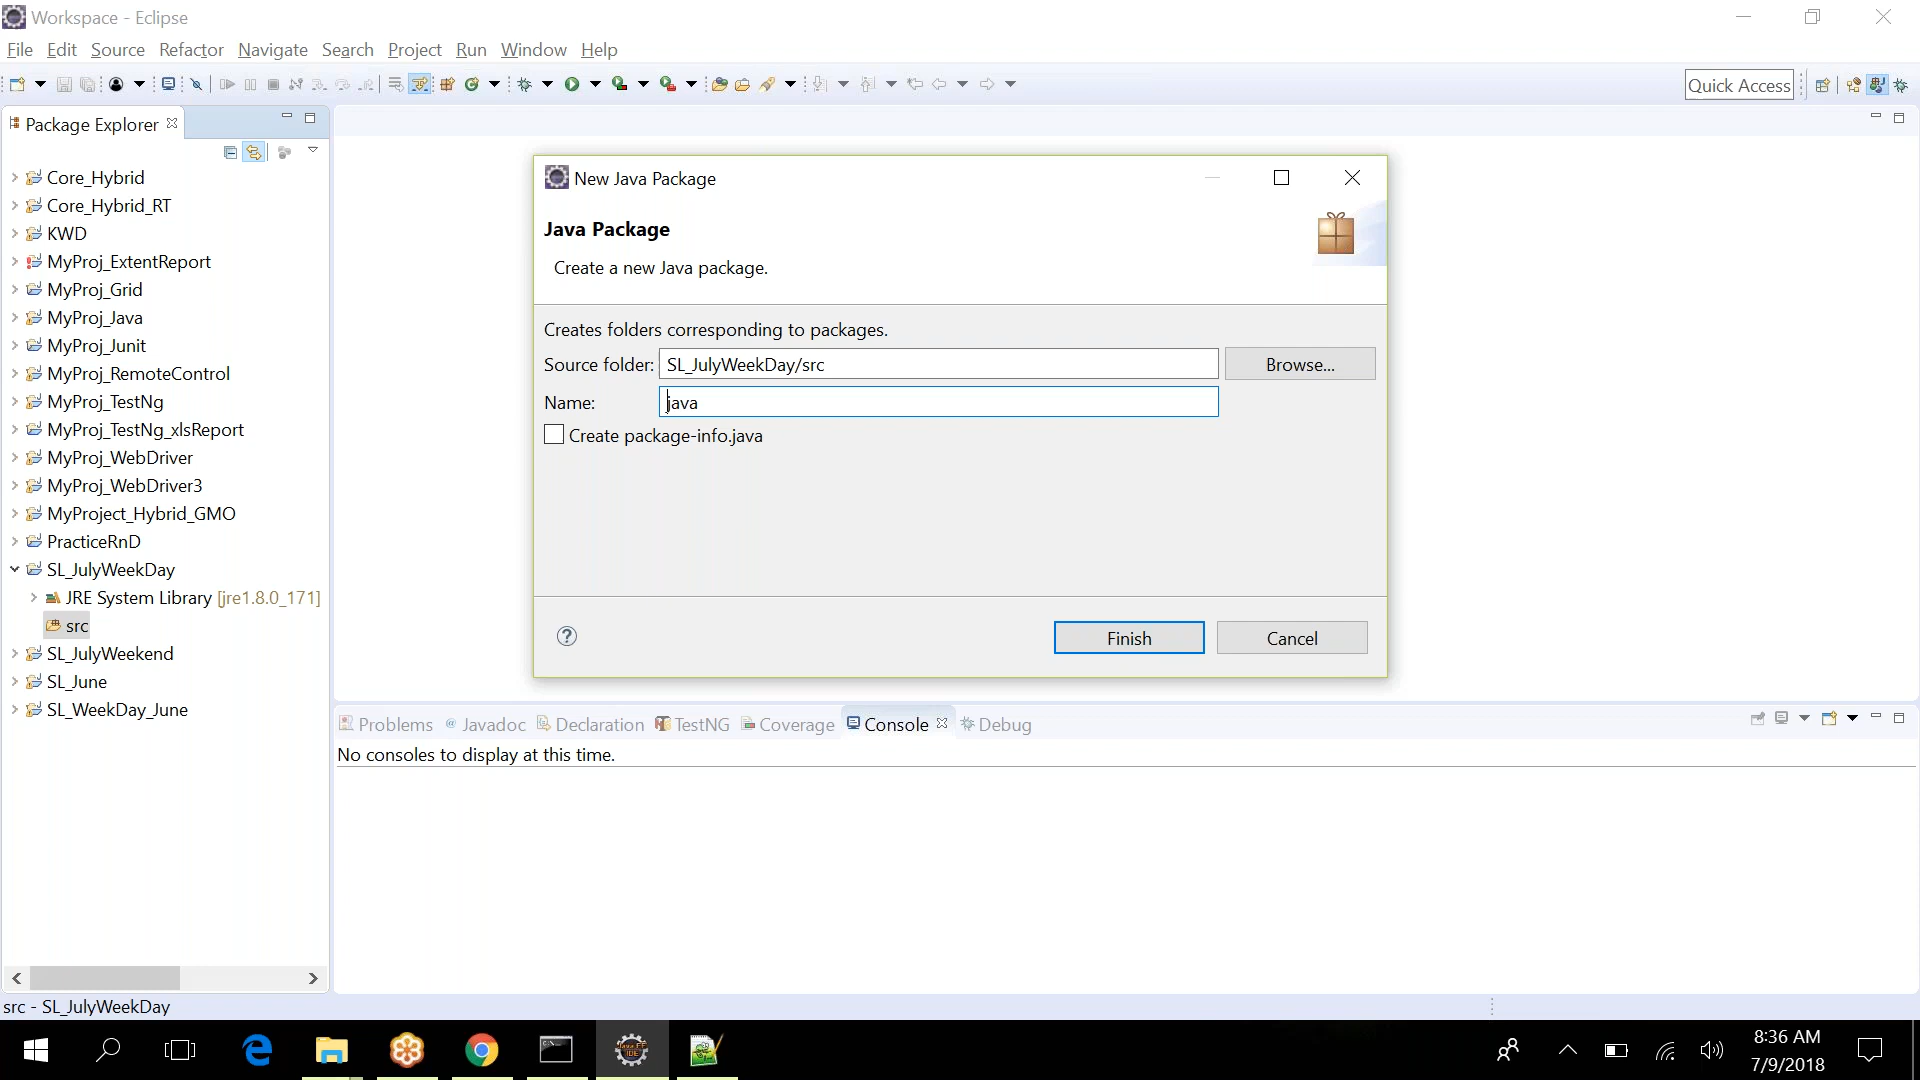 Workspace - Eclipse
File Edit Source Refactor Navigate Search Project Run Window Help
Quick Access
Package Explorer
Core_Hybrid
Core_Hybrid_RT
KWD
MyProj_ExtentReport
MyProj_Grid
MyProj_Java
MyProj_Junit
MyProj_RemoteControl
MyProj_TestNg
MyProj_TestNg_xlsReport
MyProj_WebDriver
MyProj_WebDriver3
MyProject_Hybrid_GMO
PracticeRnD
SL_JulyWeekDay
JRE System Library [jre1.8.0_171]
src
SL_JulyWeekend
SL_June
SL_WeekDay_June
New Java Package
Java Package
Create a new Java package.
Creates folders corresponding to packages.
Source folder: SL_JulyWeekDay/src Browse...
Name: java
Create package-info.java
Finish Cancel
Problems @ Javadoc Declaration TestNG Coverage Console Debug
No consoles to display at this time.
src - SL_JulyWeekDay
8:36 AM
7/9/2018